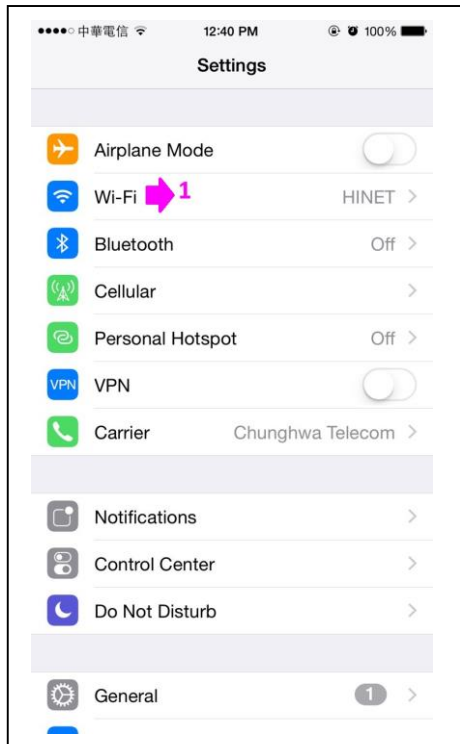 中華電信 12:40 PM 100%
Settings
Airplane Mode
Wi-Fi 1 HINET
Bluetooth Off
Cellular
Personal Hotspot Off
VPN VPN
Carrier Chunghwa Telecom
Notifications
Control Center
Do Not Disturb
General 1